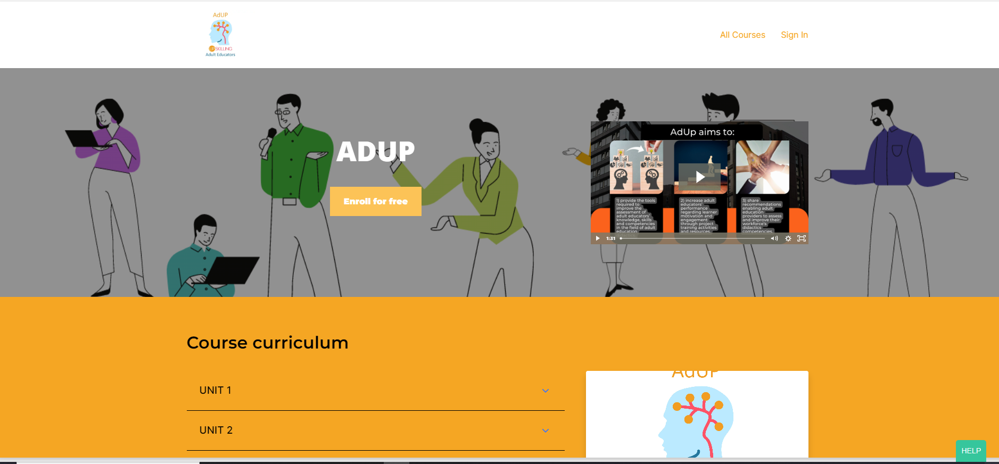 AdUP
UPSKILLING
Adult Educators
All Courses
Sign In
ADUP
Enroll for free
AdUp aims to:
1) provide the tools
required to
improve the
assessment of
adult educators'
knowledge, skills
and competencies
in the field of adult
education
2) increase adult
educators'
performance
regarding learner
motivation and
engagement
through project
training activities
and resources.
3) share
recommendations
enabling adult
education
providers to assess
and improve their
workforce's
didactics
competencies.
1:31
Course curriculum
UNIT 1
UNIT 2
AdUP
HELP